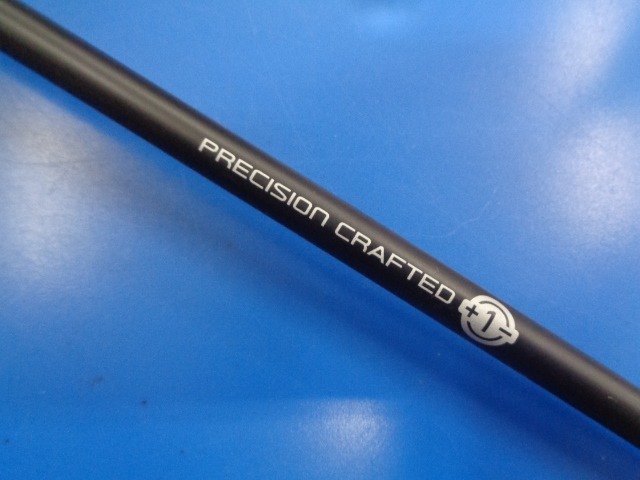 PRECISION CRAFTED +1-